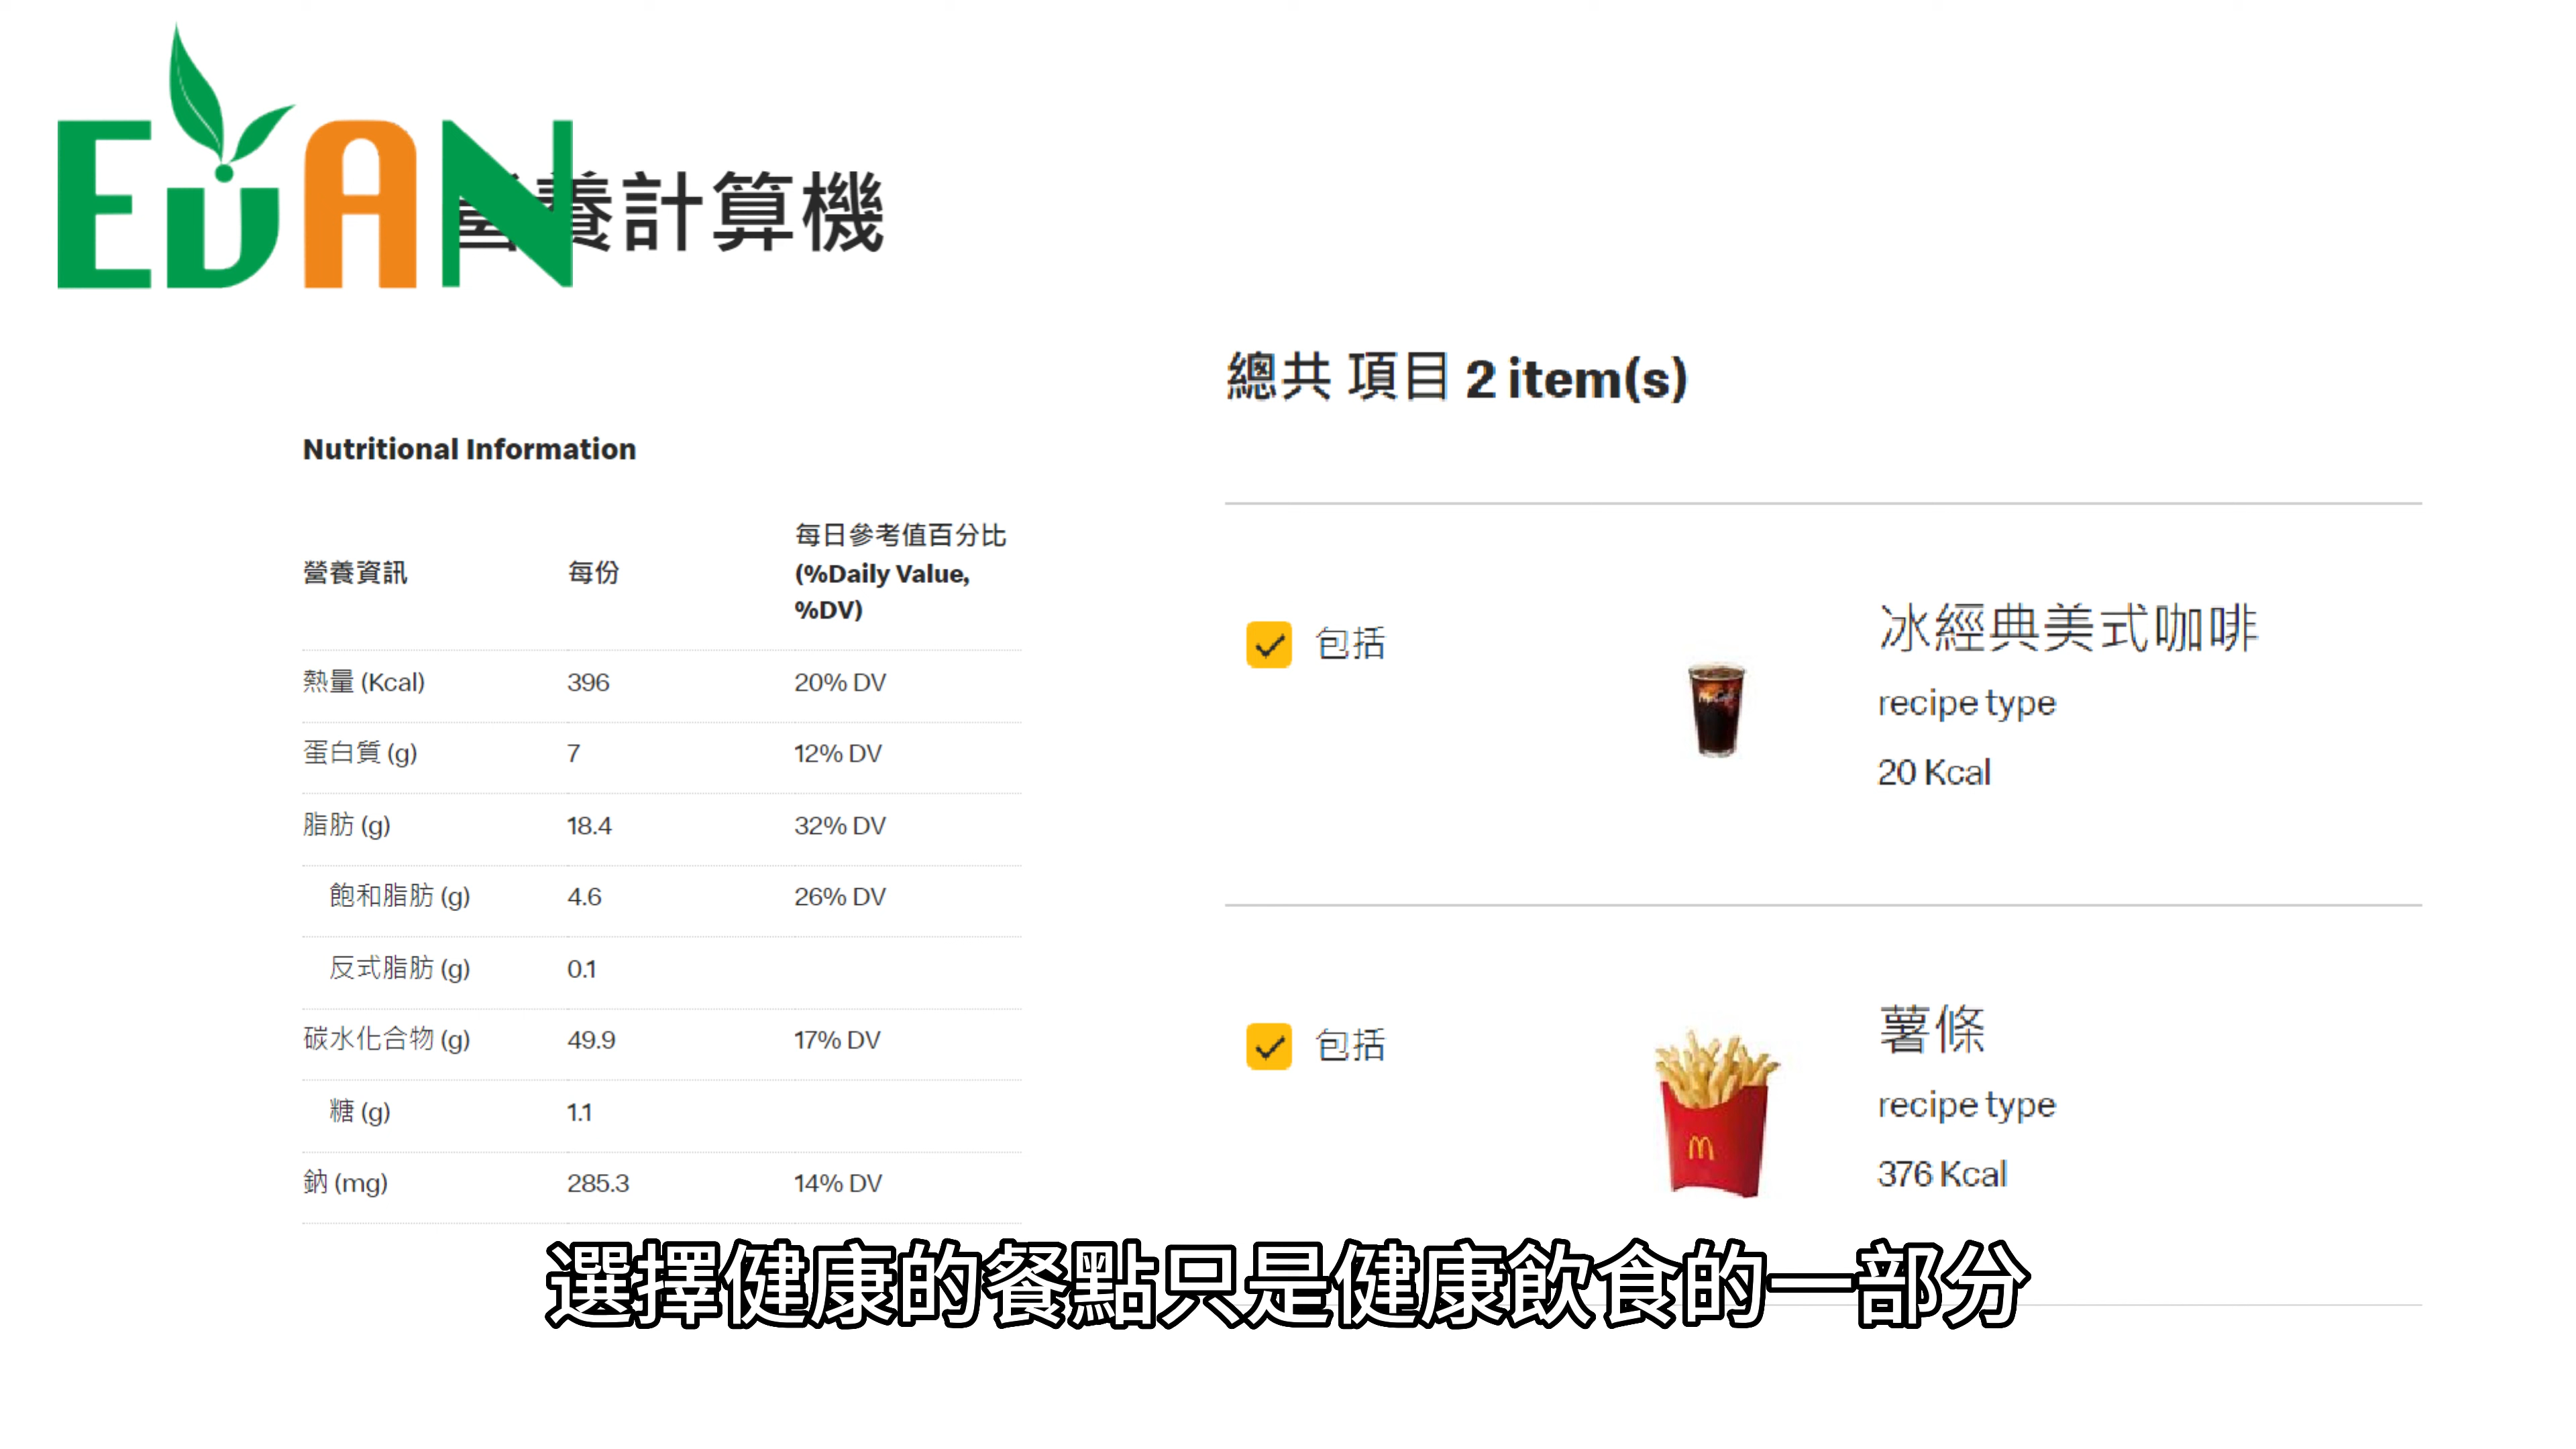 EVAN
營養計算機
總共 項目 2 item(s)
Nutritional Information
營養資訊 每份 每日參考值百分比
(%Daily Value,
%DV)
熱量 (Kcal) 396 20% DV
蛋白質 (g) 7 12% DV
脂肪 (g) 18.4 32% DV
飽和脂肪 (g) 4.6 26% DV
反式脂肪 (g) 0.1
碳水化合物 (g) 49.9 17% DV
糖 (g) 1.1
鈉 (mg) 285.3 14% DV
包括
冰經典美式咖啡
recipe type
20 Kcal
包括
薯條
recipe type
376 Kcal
選擇健康的餐點只是健康飲食的一部分